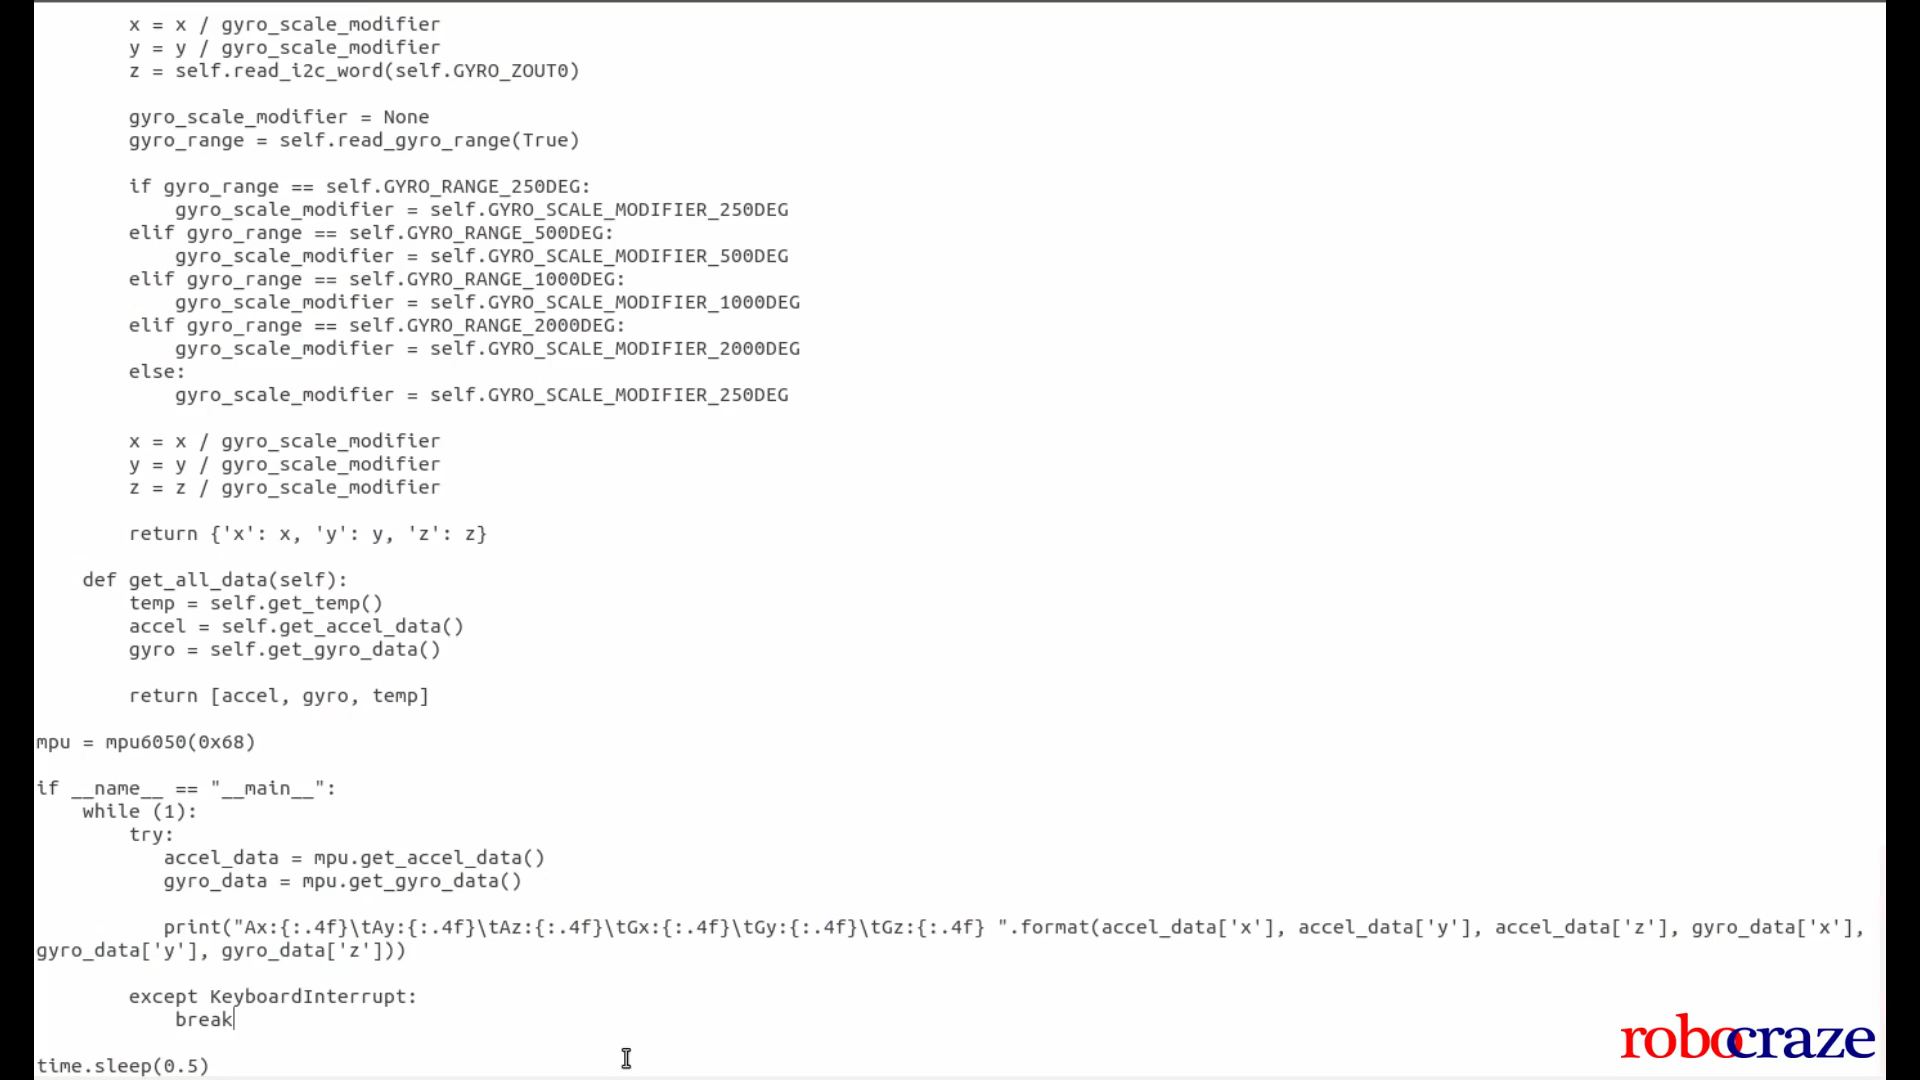 x = x / gyro_scale_modifier
y = y / gyro_scale_modifier
z = self.read_i2c_word(self.GYRO_ZOUT0)
gyro_scale_modifier = None
gyro_range = self.read_gyro_range(True)
if gyro_range == self.GYRO_RANGE_250DEG:
gyro_scale_modifier = self.GYRO_SCALE_MODIFIER_250DEG
elif gyro_range == self.GYRO_RANGE_500DEG:
gyro_scale_modifier = self.GYRO_SCALE_MODIFIER_500DEG
elif gyro_range == self.GYRO_RANGE_1000DEG:
gyro_scale_modifier = self.GYRO_SCALE_MODIFIER_1000DEG
elif gyro_range == self.GYRO_RANGE_2000DEG:
gyro_scale_modifier = self.GYRO_SCALE_MODIFIER_2000DEG
else:
gyro_scale_modifier = self.GYRO_SCALE_MODIFIER_250DEG
x = x / gyro_scale_modifier
y = y / gyro_scale_modifier
z = z / gyro_scale_modifier
return {'x': x, 'y': y, 'z': z}
def get_all_data(self):
temp = self.get_temp()
accel = self.get_accel_data()
gyro = self.get_gyro_data()
return [accel, gyro, temp]
mpu = mpu6050(0x68)
if __name__ == "__main__":
while (1):
try:
accel_data = mpu.get_accel_data()
gyro_data = mpu.get_gyro_data()
print("Ax:{:.4f}\tAy:{:.4f}\tAz:{:.4f}\tGx:{:.4f}\tGy:{:.4f}\tGz:{:.4f} ".format(accel_data['x'], accel_data['y'], accel_data['z'], gyro_data['x'],
gyro_data['y'], gyro_data['z']))
except KeyboardInterrupt:
break
time.sleep(0.5)
robocraze